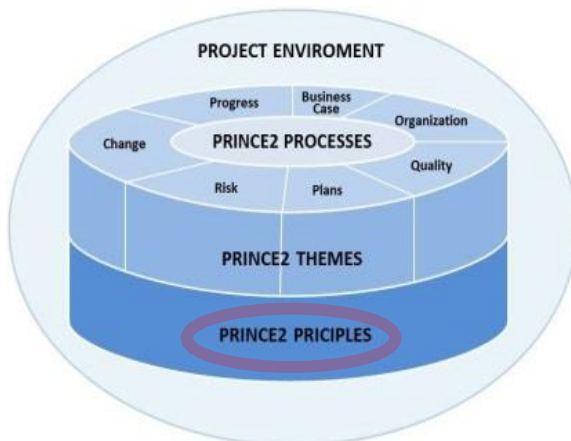 PROJECT ENVIROMENT
Progress
Business
Case
Organization
Change
PRINCE2 PROCESSES
Quality
Risk
Plans
PRINCE2 THEMES
PRINCE2 PRICIPLES